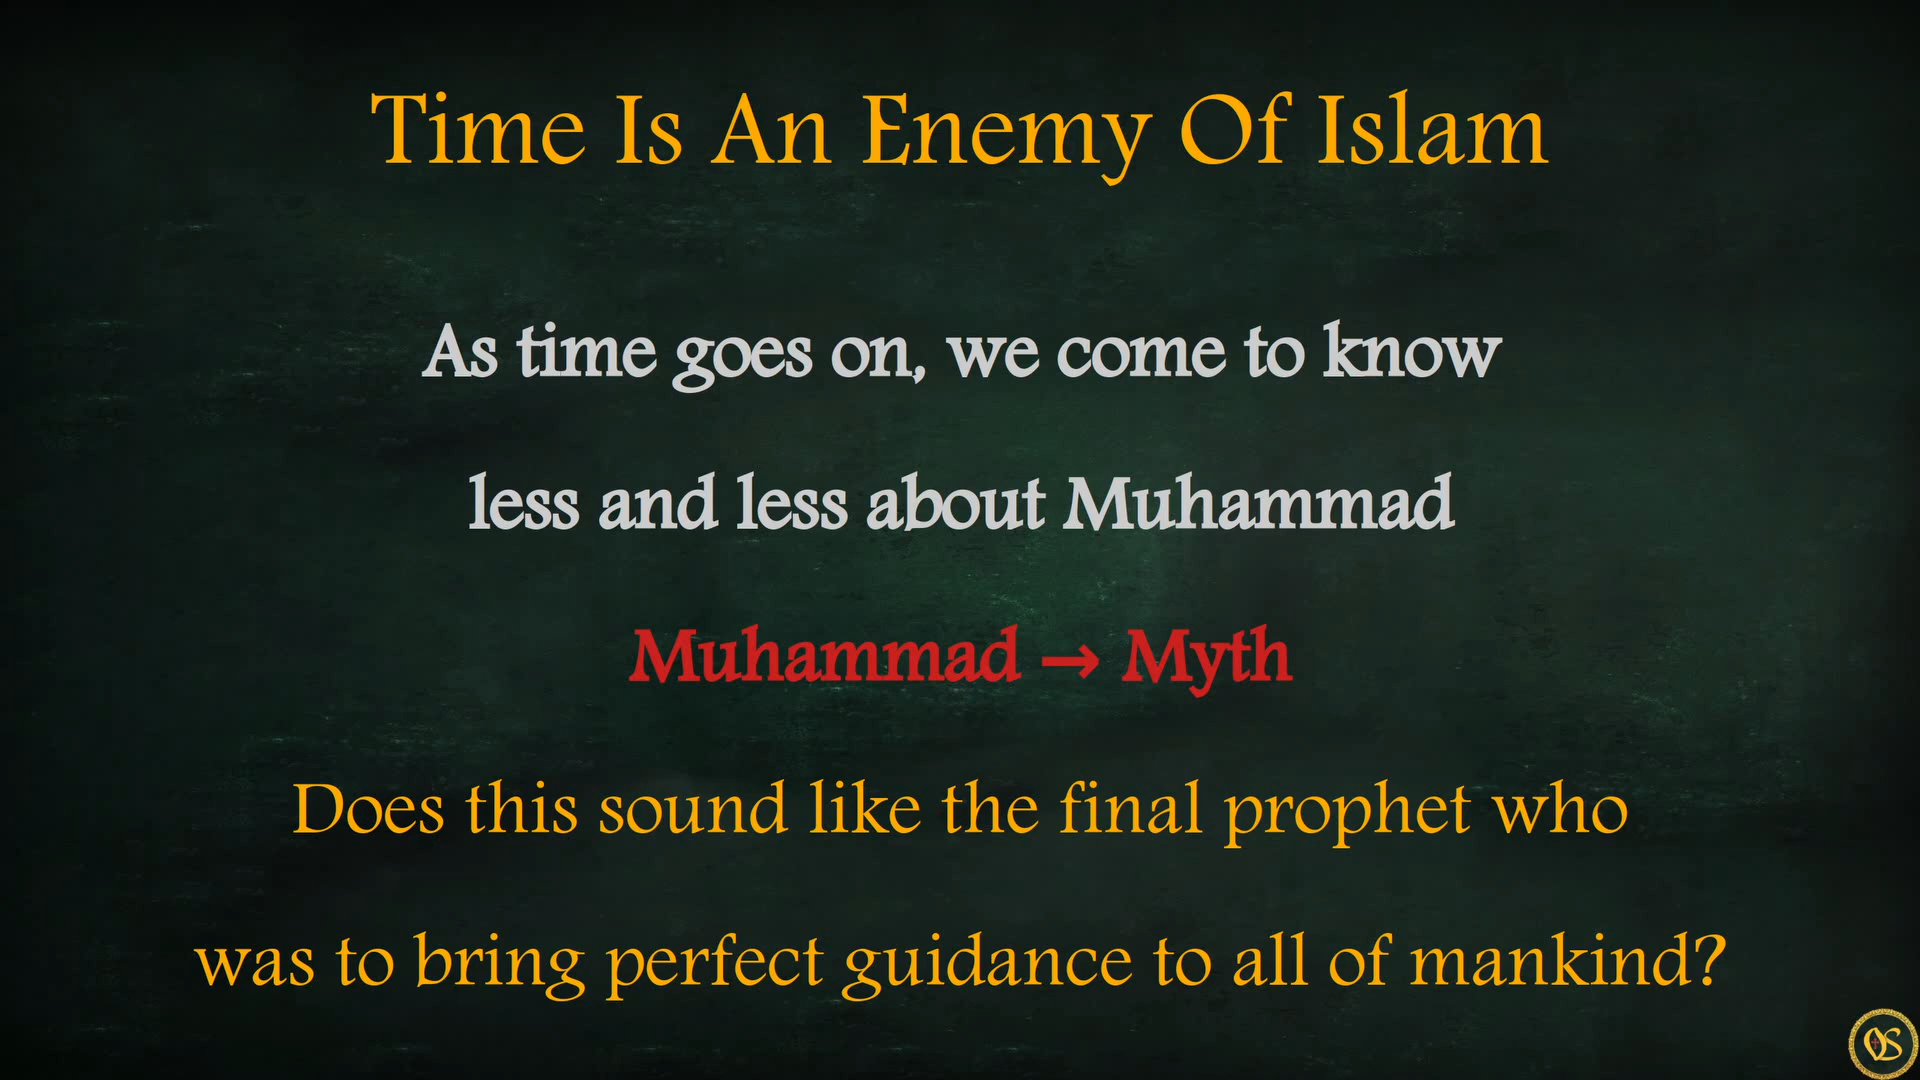 Time Is An Enemy Of Islam
As time goes on, we come to know
less and less about Muhammad
Muhammad → Myth
Does this sound like the final prophet who
was to bring perfect guidance to all of mankind?